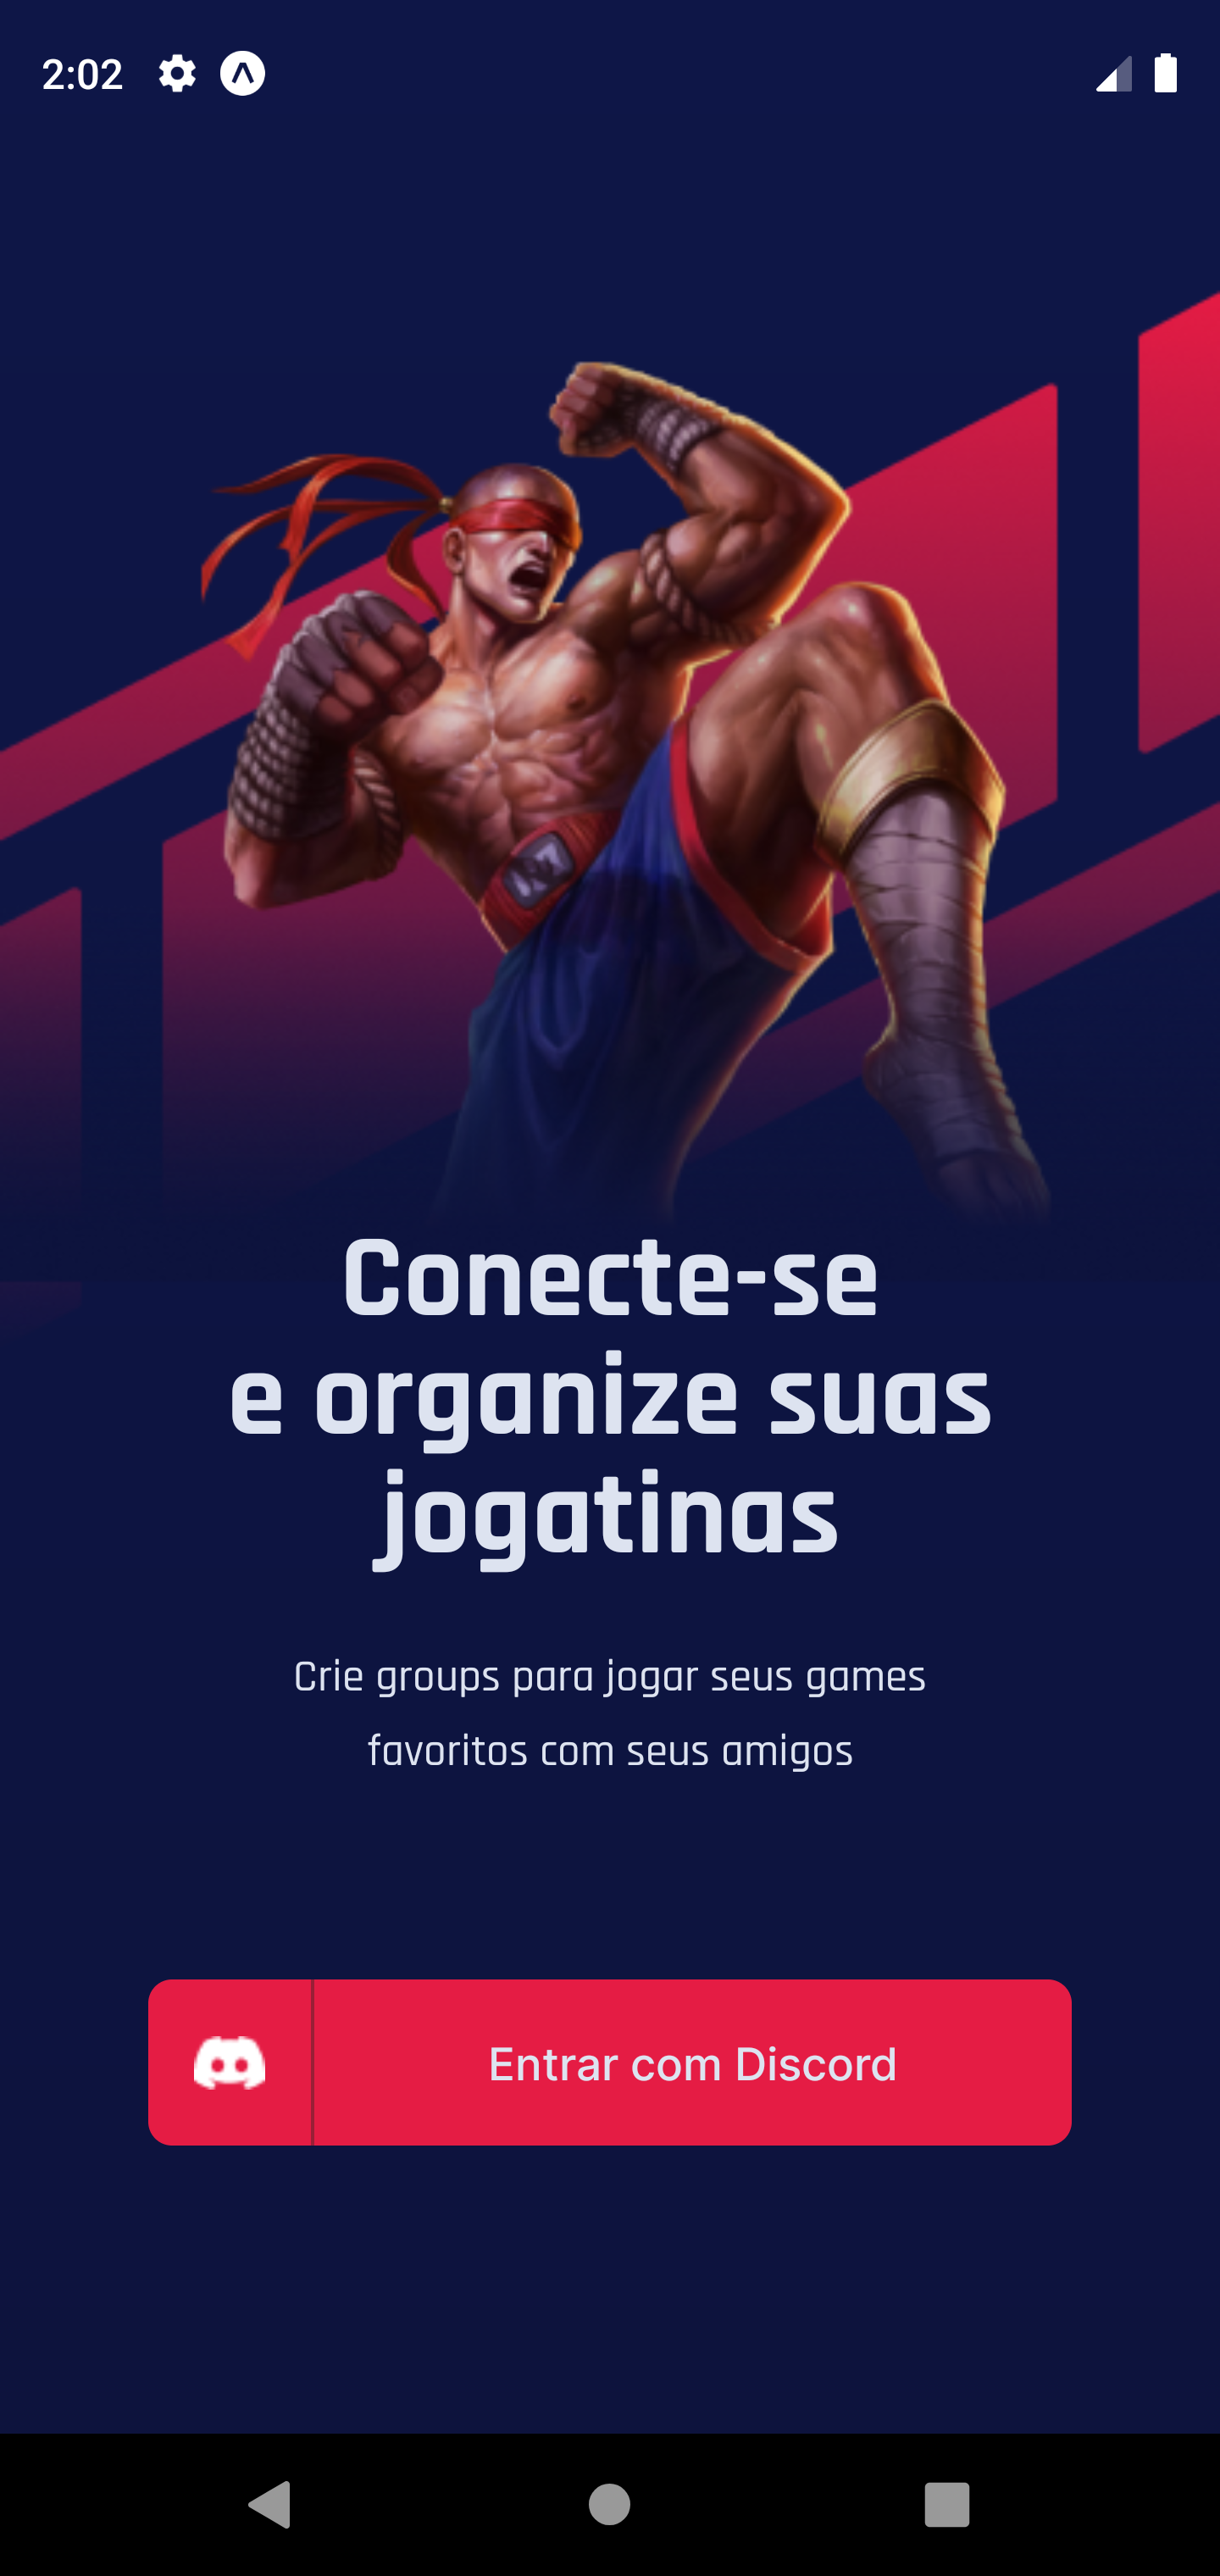 2:02
Conecte-se
e organize suas
jogatinas
Crie groups para jogar seus games
favoritos com seus amigos
Entrar com Discord